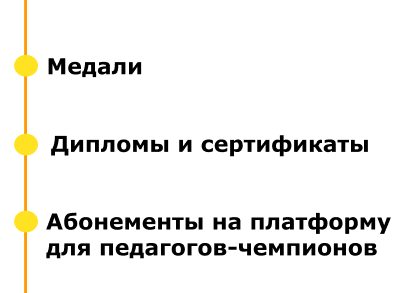 Медали
Дипломы и сертификаты
Абонементы на платформу
для педагогов-чемпионов